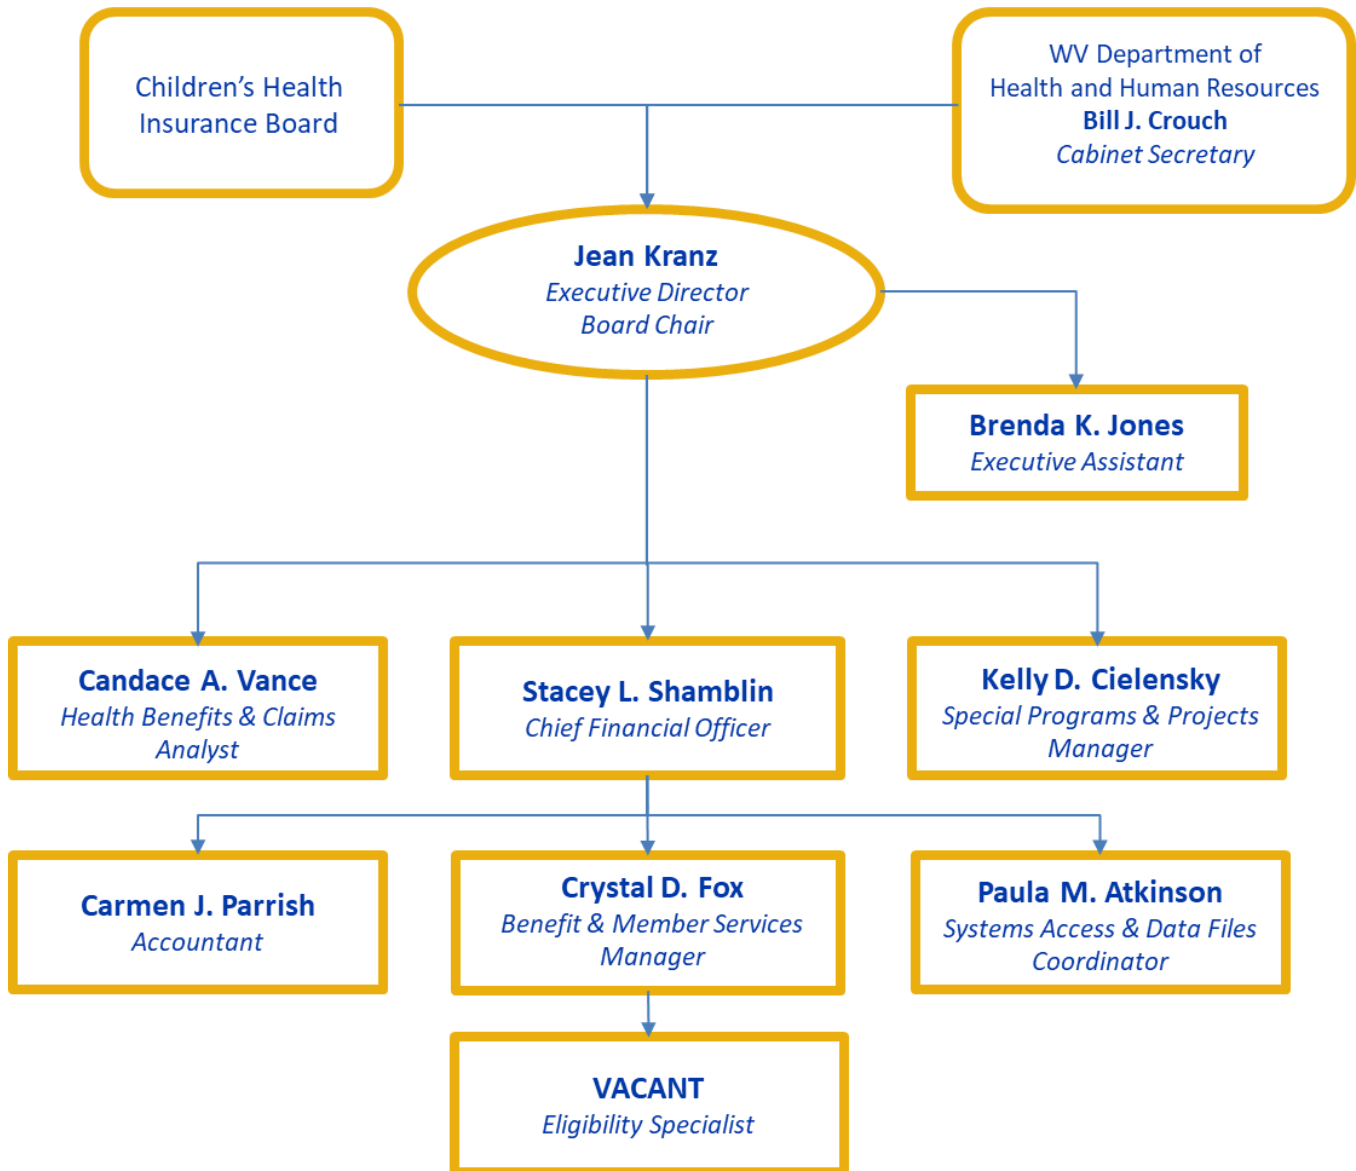 Children’s Health
Insurance Board
WV Department of
Health and Human Resources
Bill J. Crouch
Cabinet Secretary
Jean Kranz
Executive Director
Board Chair
Brenda K. Jones
Executive Assistant
Candace A. Vance
Health Benefits & Claims
Analyst
Stacey L. Shamblin
Chief Financial Officer
Kelly D. Cielensky
Special Programs & Projects
Manager
Carmen J. Parrish
Accountant
Crystal D. Fox
Benefit & Member Services
Manager
Paula M. Atkinson
Systems Access & Data Files
Coordinator
VACANT
Eligibility Specialist